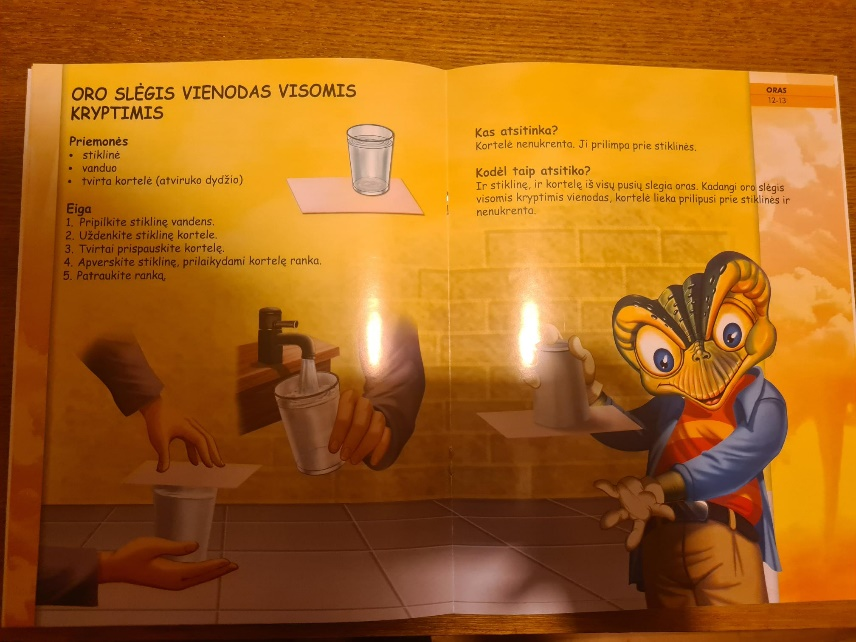 ORO SLĖGIS VIENODAS VISOMIS
KRYPTIMIS
Priemonės
• stiklinė
• vanduo
• tvirta kortelė (atviruko dydžio)
Eiga
1. Pripilkite stiklinę vandens.
2. Uždenkite stiklinę kortele.
3. Tvirtai prispauskite kortelę.
4. Apverskite stiklinę, prilaikydami kortelę ranka.
5. Patraukite ranką.
Kas atsitinka?
Kortelė nenukrenta. Ji prilimpa prie stiklinės.
Kodėl taip atsitiko?
Ir stiklinę, ir kortelę iš visų pusių slegia oras. Kadangi oro slėgis
visomis kryptimis vienodas, kortelė lieka prilipusi prie stiklinės ir
nenukrenta.
ORAS
12-13